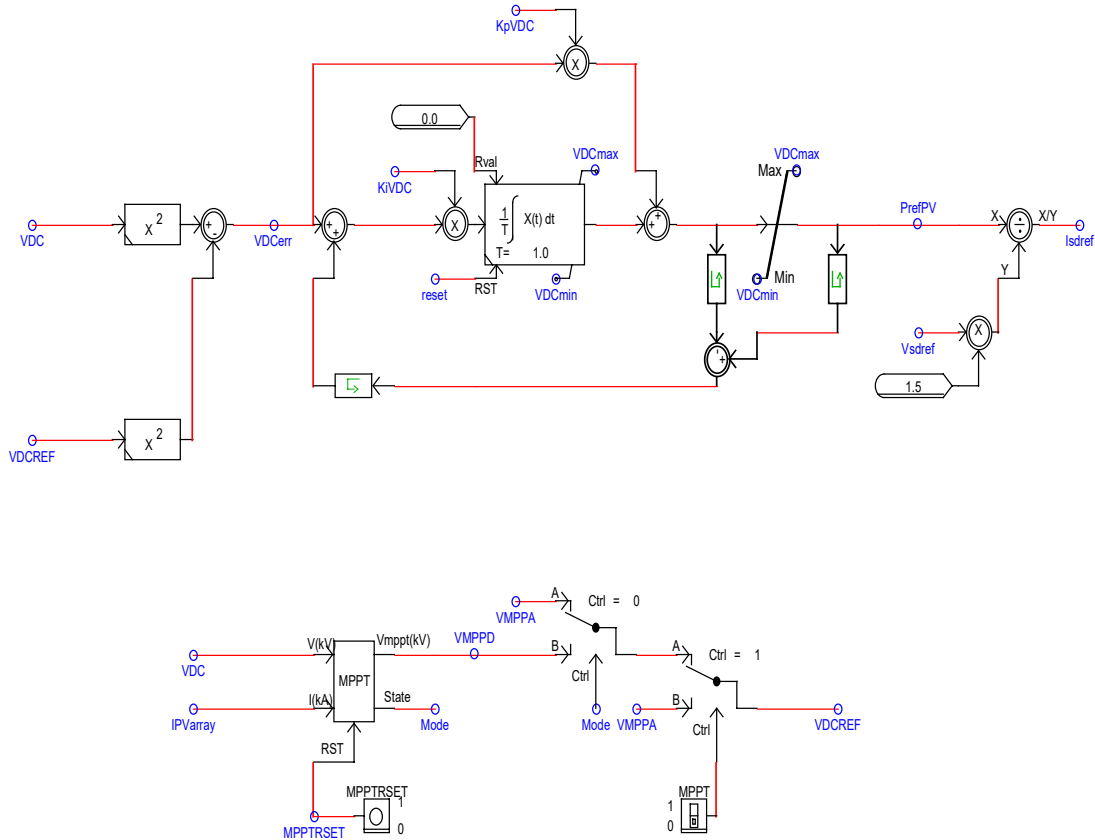 KpVDC
X
0.0
Rval
VDCmax
Max
VDCmax
KiVDC
X 2
VDC
+
-
VDCerr
+
+
X
1
T
X(t) dt
T= 1.0
+
+
PrefPV
X
÷
X/Y
Isdref
reset
RST
VDCmin
Min
VDCmin
Y
Vsdref
X
1.5
+
X 2
VDCREF
VMPPA
A
Ctrl = 0
V(kV)
Vmppt(kV)
VMPPD
B
A
Ctrl = 1
VDC
MPPT
Ctrl
I(kA)
State
B
IPVarray
Mode
Mode
VMPPA
VDCREF
Ctrl
RST
MPPTRSET
1
0
MPPT
1
0
MPPTRSET